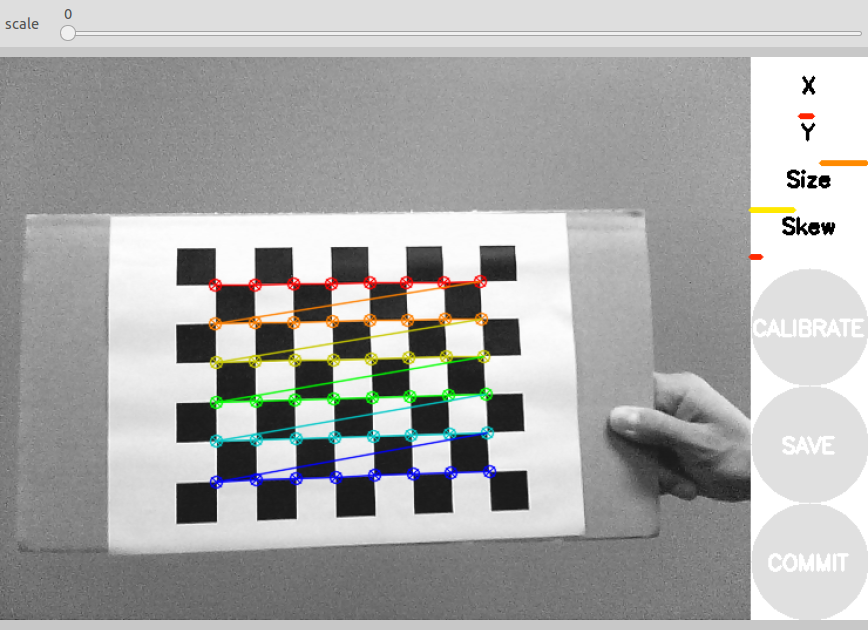 scale
0
X
Y
Size
Skew
CALIBRATE
SAVE
COMMIT